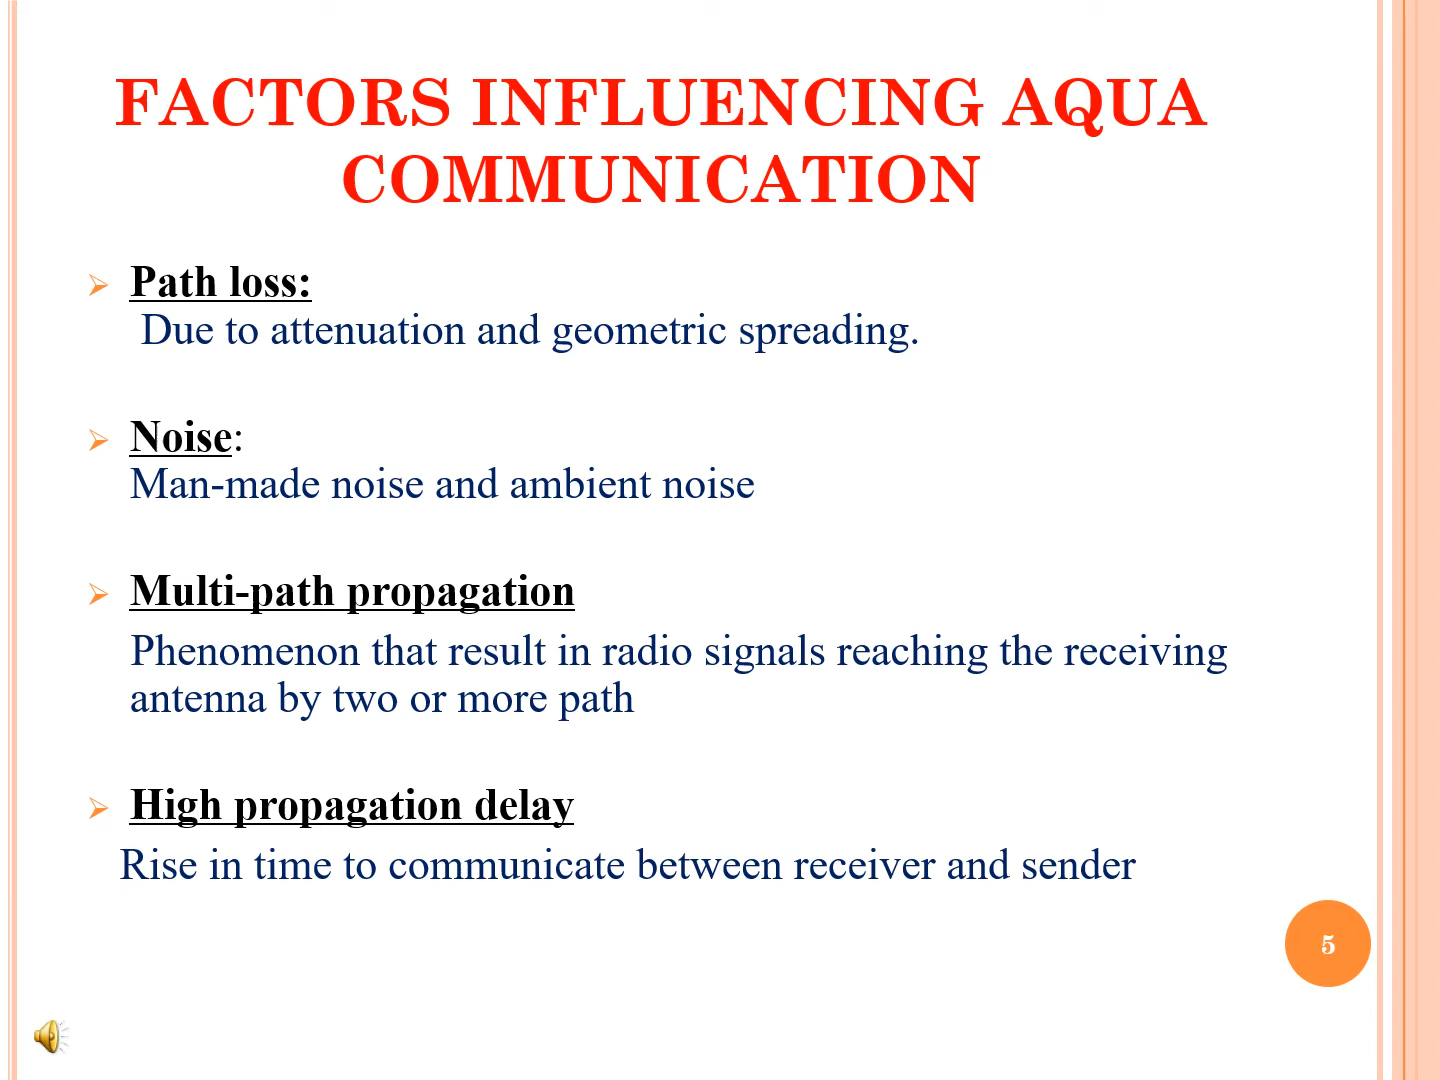 FACTORS INFLUENCING AQUA
COMMUNICATION
Path loss:
Due to attenuation and geometric spreading.
Noise:
Man-made noise and ambient noise
Multi-path propagation
Phenomenon that result in radio signals reaching the receiving
antenna by two or more path
High propagation delay
Rise in time to communicate between receiver and sender
5